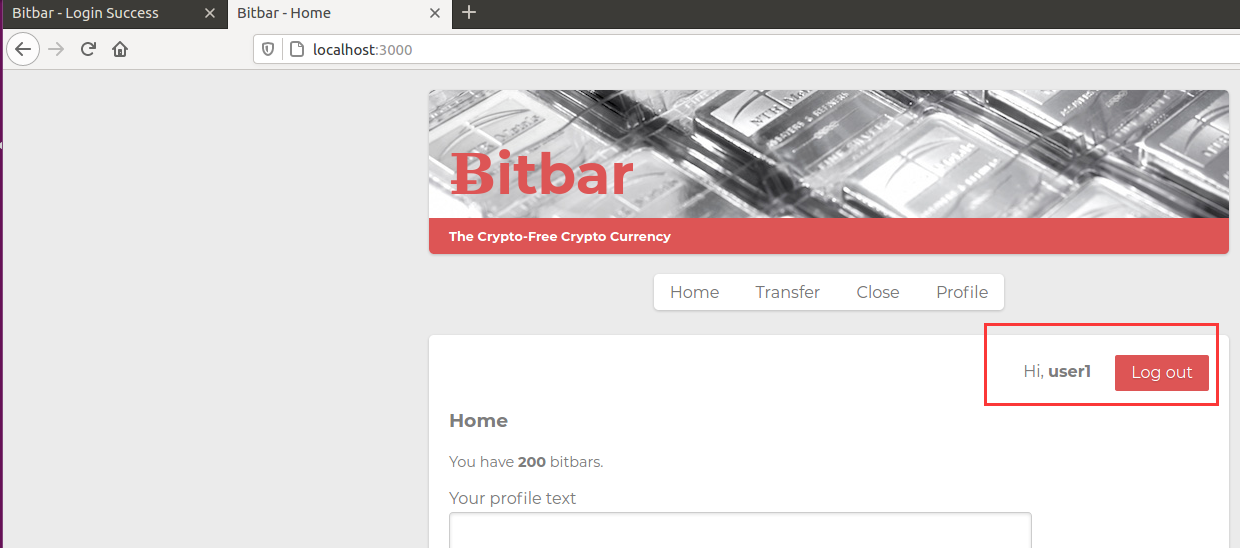 Bitbar - Login Success
Bitbar - Home
localhost:3000
Ƀitbar
The Crypto-Free Crypto Currency
Home Transfer Close Profile
Hi, user1 Log out
Home
You have 200 bitbars.
Your profile text